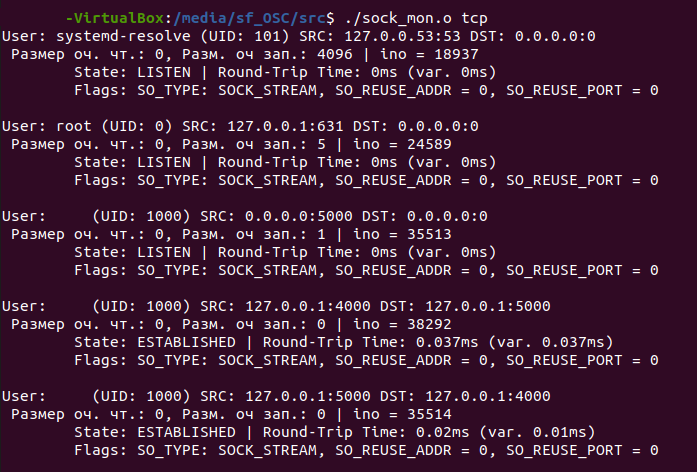 -VirtualBox:/media/sf_OSC/src$ ./sock_mon.o tcp
User: systemd-resolve (UID: 101) SRC: 127.0.0.53:53 DST: 0.0.0.0:0
Размер оч. чт.: 0, Разм. оч зап.: 4096 | ino = 18937
State: LISTEN | Round-Trip Time: 0ms (var. 0ms)
Flags: SO_TYPE: SOCK_STREAM, SO_REUSE_ADDR = 0, SO_REUSE_PORT = 0
User: root (UID: 0) SRC: 127.0.0.1:631 DST: 0.0.0.0:0
Размер оч. чт.: 0, Разм. оч зап.: 5 | ino = 24589
State: LISTEN | Round-Trip Time: 0ms (var. 0ms)
Flags: SO_TYPE: SOCK_STREAM, SO_REUSE_ADDR = 0, SO_REUSE_PORT = 0
User: (UID: 1000) SRC: 0.0.0.0:5000 DST: 0.0.0.0:0
Размер оч. чт.: 0, Разм. оч зап.: 1 | ino = 35513
State: LISTEN | Round-Trip Time: 0ms (var. 0ms)
Flags: SO_TYPE: SOCK_STREAM, SO_REUSE_ADDR = 0, SO_REUSE_PORT = 0
User: (UID: 1000) SRC: 127.0.0.1:4000 DST: 127.0.0.1:5000
Размер оч. чт.: 0, Разм. оч зап.: 0 | ino = 38292
State: ESTABLISHED | Round-Trip Time: 0.037ms (var. 0.037ms)
Flags: SO_TYPE: SOCK_STREAM, SO_REUSE_ADDR = 0, SO_REUSE_PORT = 0
User: (UID: 1000) SRC: 127.0.0.1:5000 DST: 127.0.0.1:4000
Размер оч. чт.: 0, Разм. оч зап.: 0 | ino = 35514
State: ESTABLISHED | Round-Trip Time: 0.02ms (var. 0.01ms)
Flags: SO_TYPE: SOCK_STREAM, SO_REUSE_ADDR = 0, SO_REUSE_PORT = 0